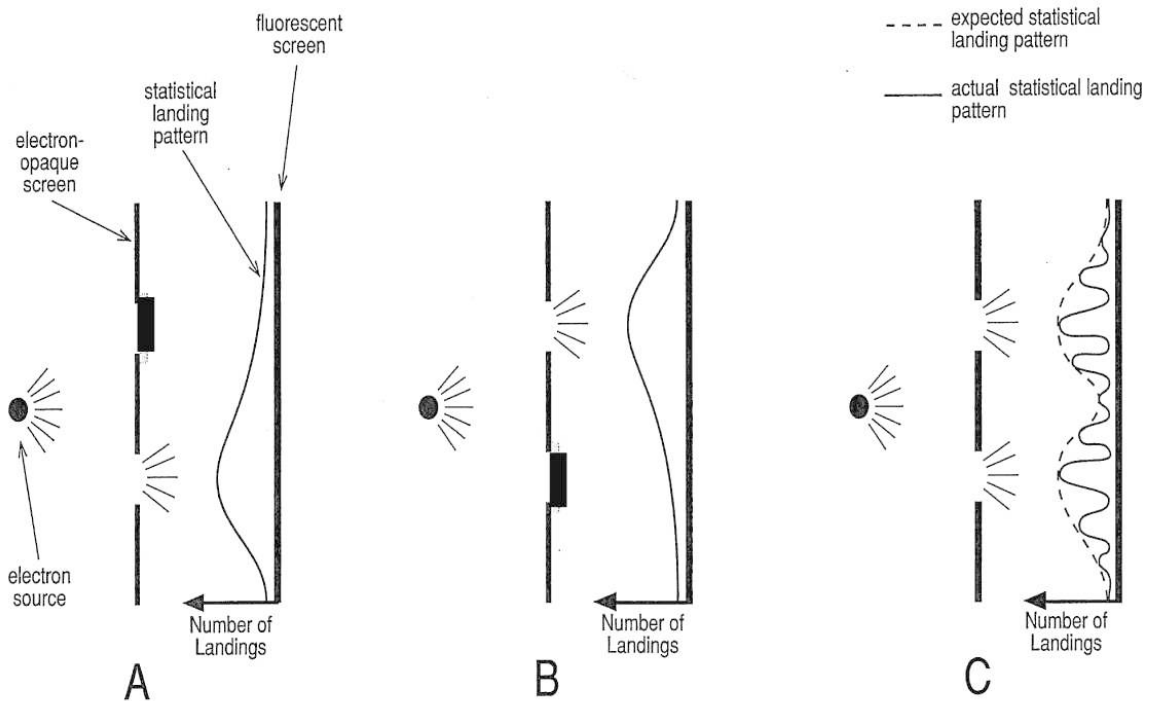 fluorescent
screen
statistical
landing
pattern
electron-
opaque
screen
electron
source
Number of
Landings
A
Number of
Landings
B
expected statistical
landing pattern
actual statistical landing
pattern
Number of
Landings
C